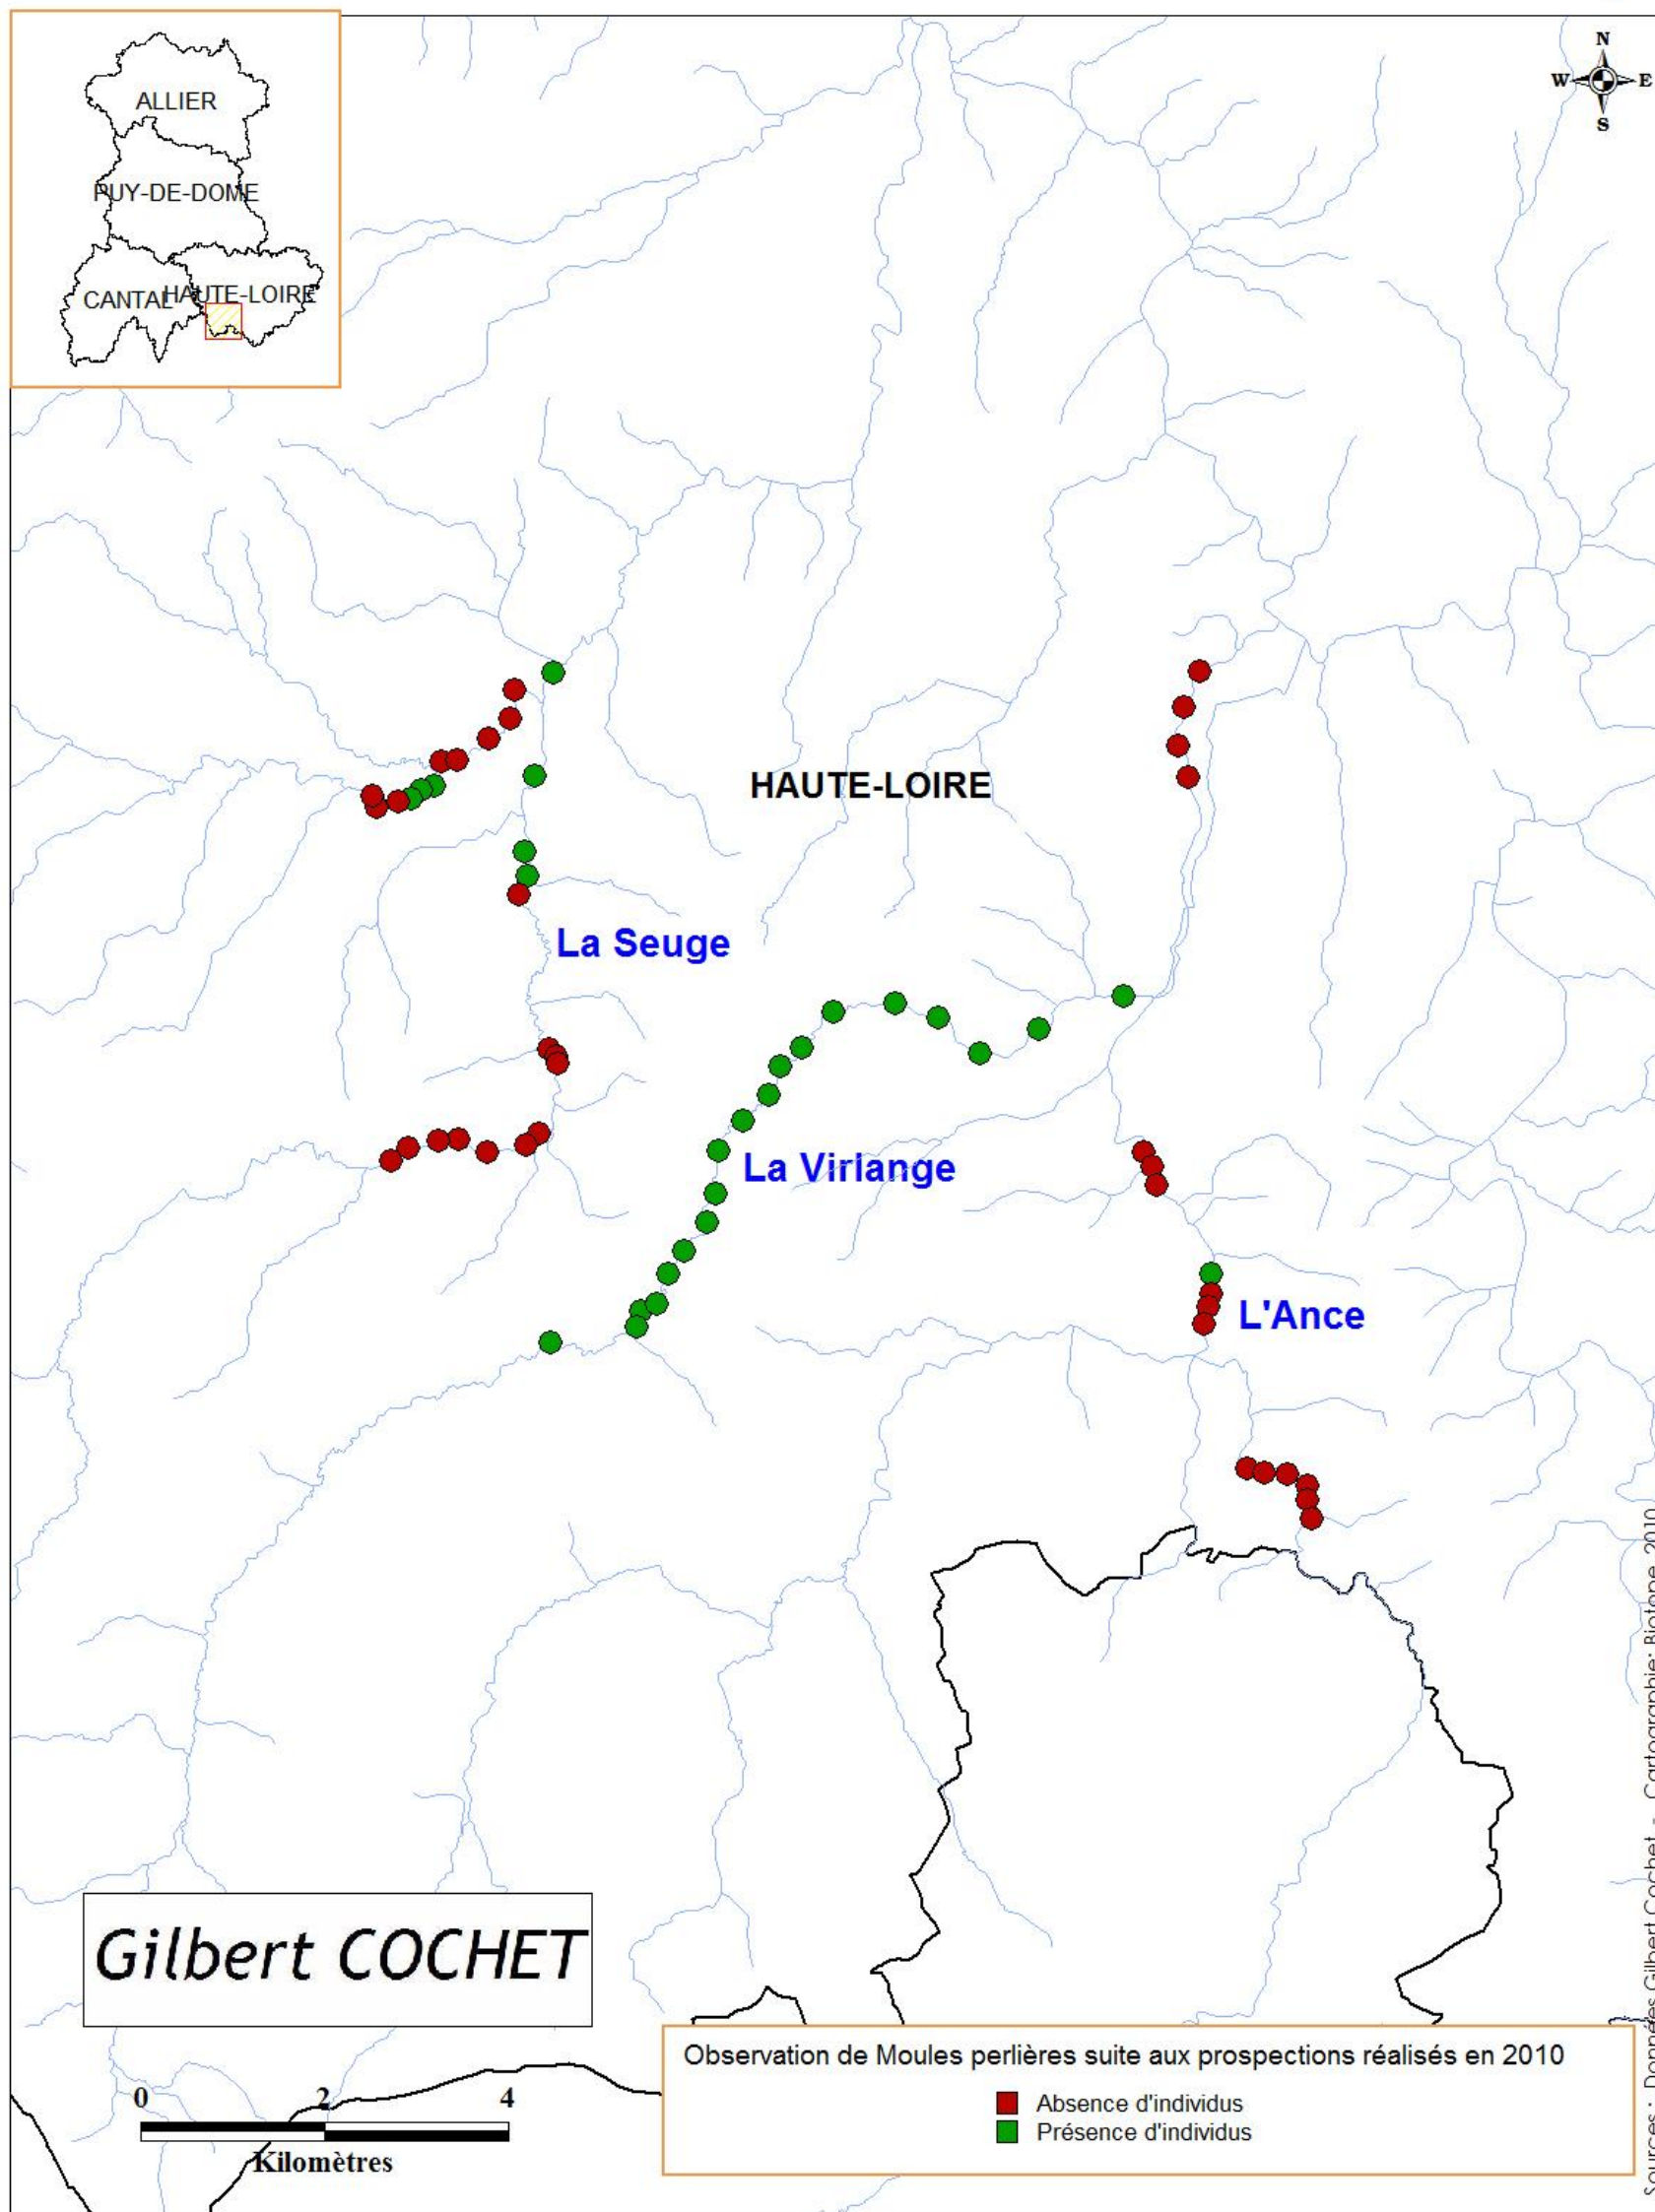 ALLIER
PUY-DE-DOME
CANTAL
HAUTE-LOIRE
N
W
E
S
HAUTE-LOIRE
La Seuge
La Virlange
L'Ance
Gilbert COCHET
0 2 4
Kilomètres
Observation de Moules perlières suite aux prospections réalisés en 2010
Absence d'individus
Présence d'individus
Sources : Données Gilbert Cochet - Cartographie: Biotope, 2010